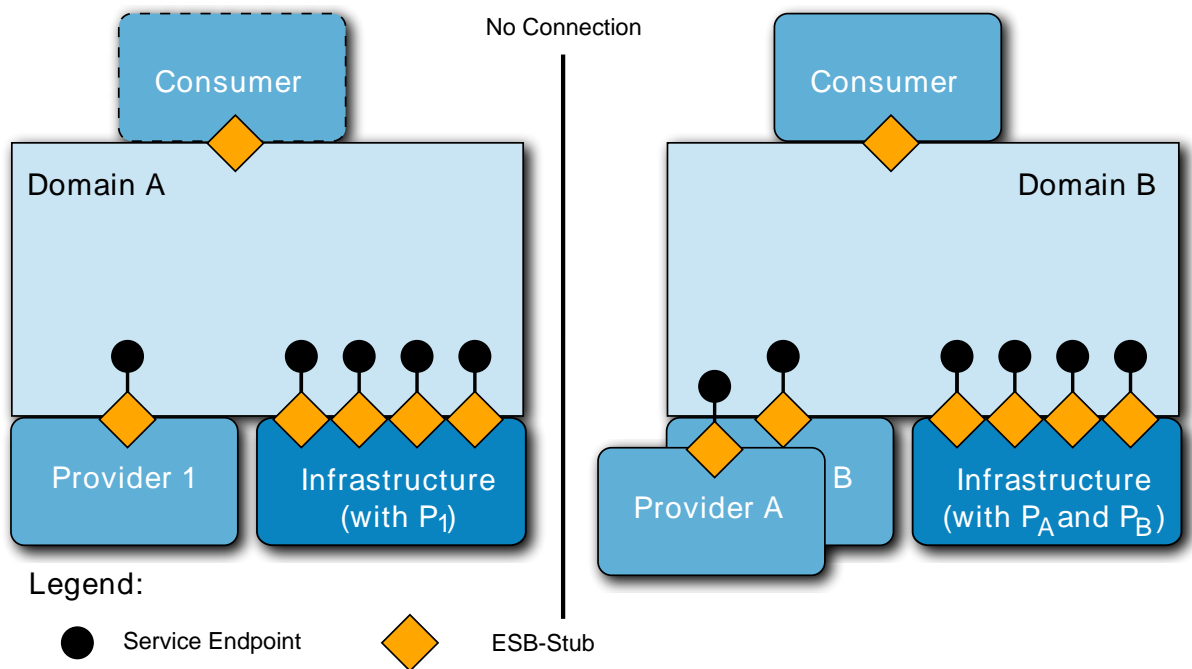 No Connection
Consumer
Domain A
Provider 1
Infrastructure
(with P1)
Consumer
Domain B
Provider A
B
Infrastructure
(with PA and PB)
Legend:
Service Endpoint
ESB-Stub